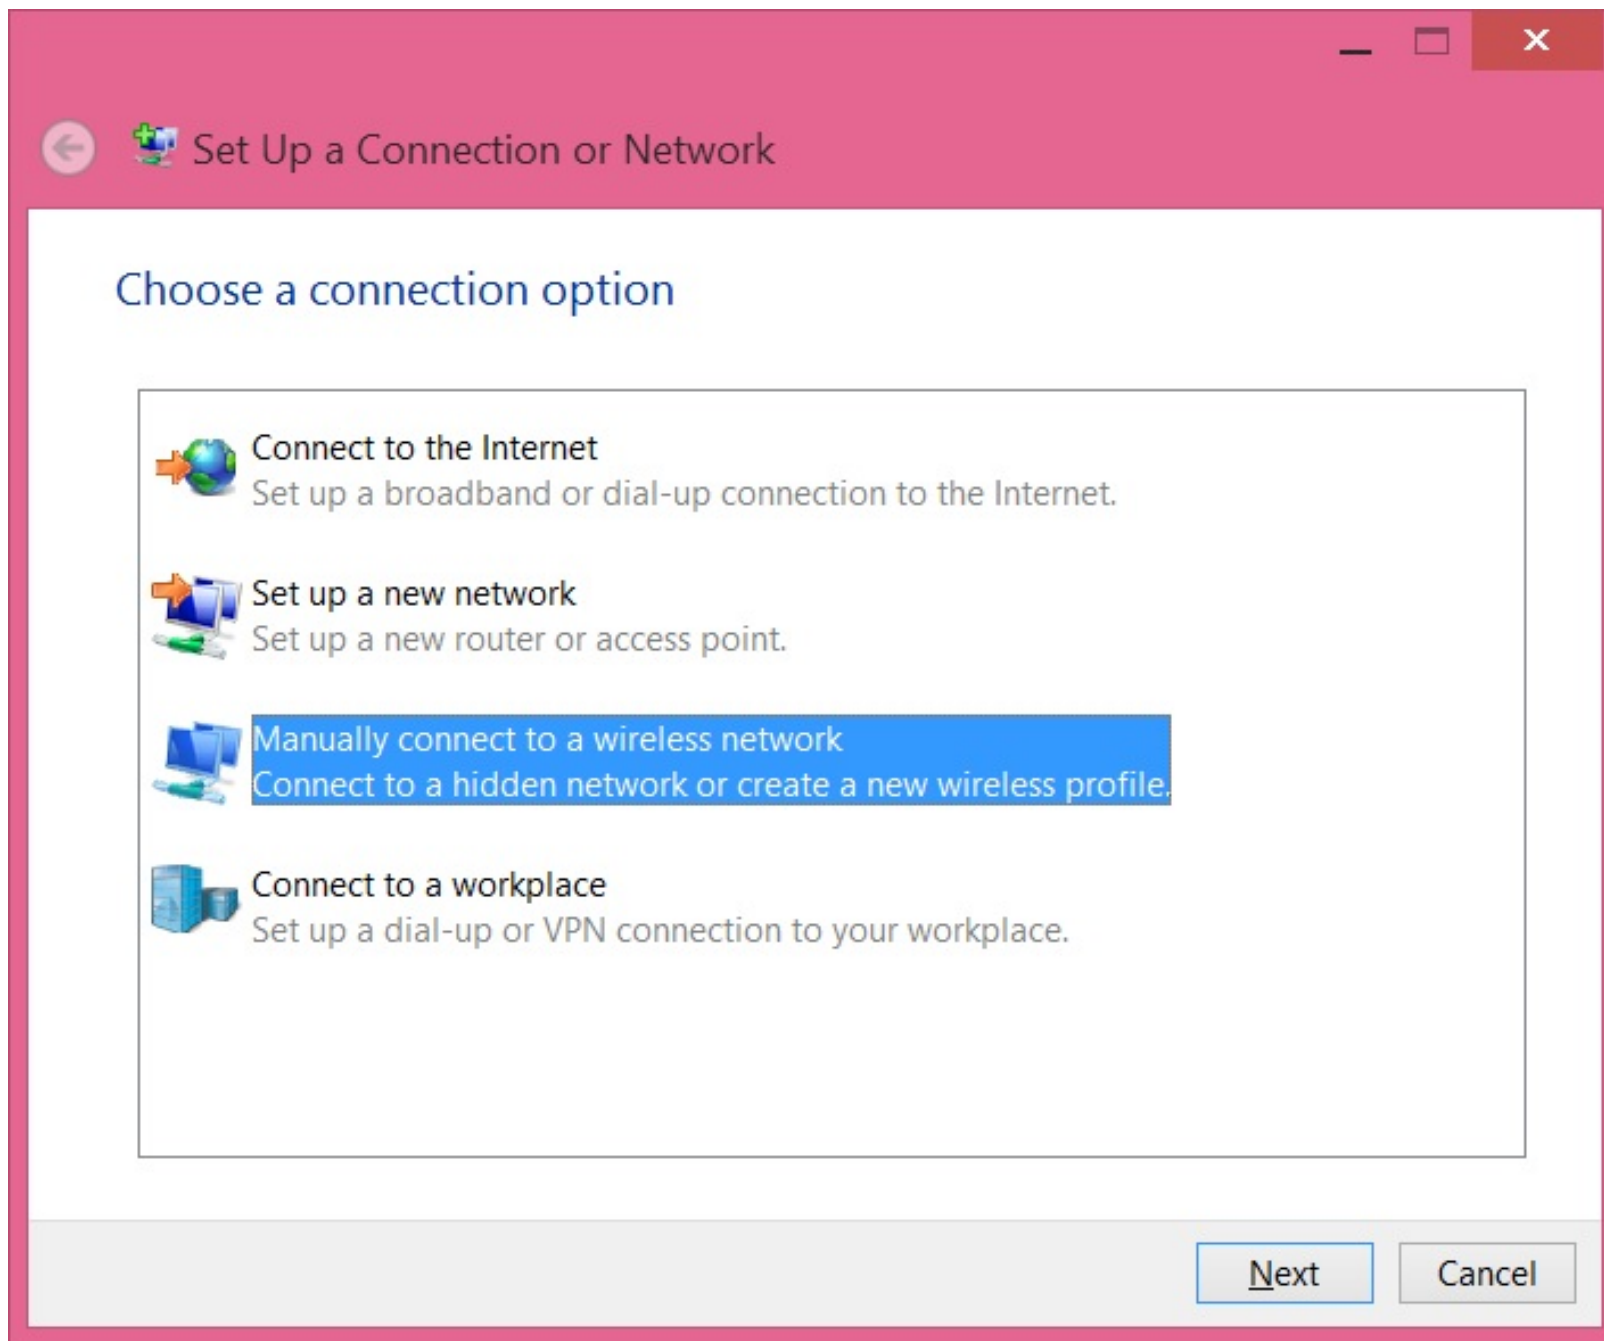 Set Up a Connection or Network
Choose a connection option
Connect to the Internet
Set up a broadband or dial-up connection to the Internet.
Set up a new network
Set up a new router or access point.
Manually connect to a wireless network
Connect to a hidden network or create a new wireless profile.
Connect to a workplace
Set up a dial-up or VPN connection to your workplace.
Next
Cancel